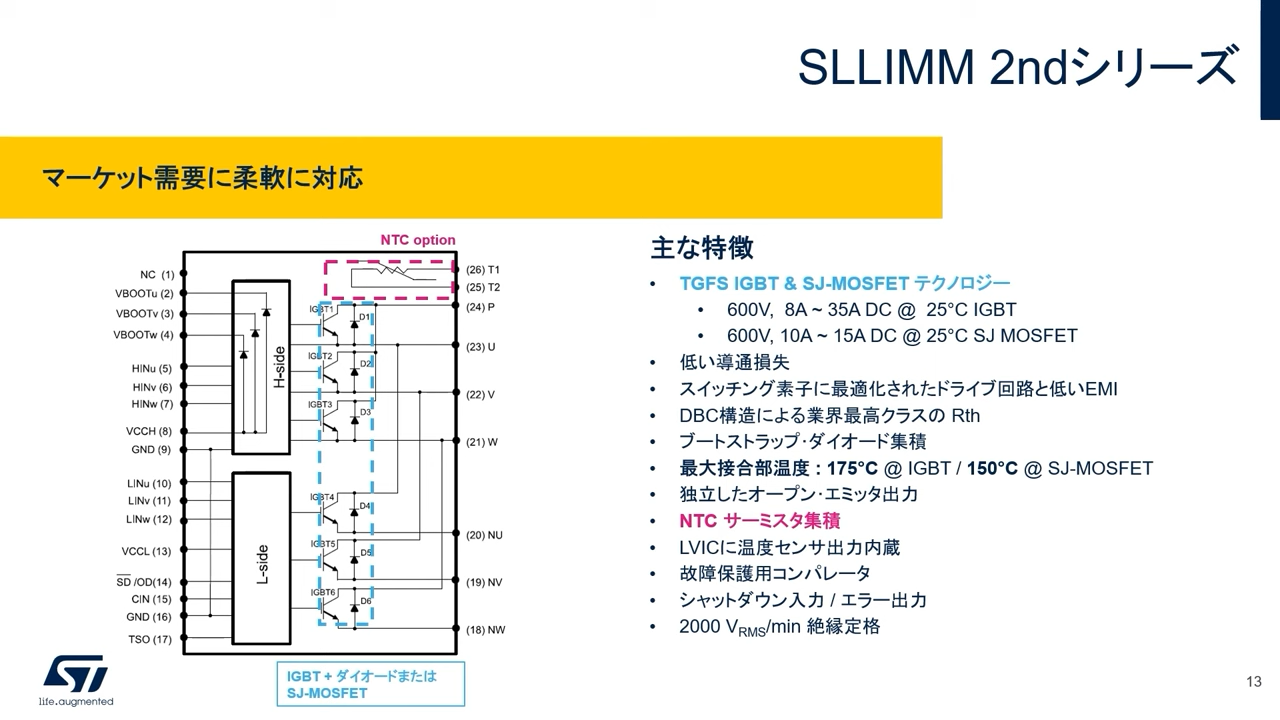 SLLIMM 2ndシリーズ
マーケット需要に柔軟に対応
NTC option
NC (1)
VBOOTu (2)
VBOOTv (3)
VBOOTw (4)
HINu (5)
HINv (6)
HINw (7)
VCCH (8)
GND (9)
LINu (10)
LINv (11)
LINw (12)
VCCL (13)
SD /OD(14)
CIN (15)
GND (16)
TSO (17)
H-side
L-side
IGBT1
D1
IGBT2
D2
IGBT3
D3
IGBT4
D4
IGBT5
D5
IGBT6
D6
(26) T1
(25) T2
(24) P
(23) U
(22) V
(21) W
(20) NU
(19) NV
(18) NW
IGBT + ダイオードまたは
SJ-MOSFET
主な特徴
• TGFS IGBT & SJ-MOSFET テクノロジー
• 600V, 8A ~ 35A DC @ 25°C IGBT
• 600V, 10A ~ 15A DC @ 25°C SJ MOSFET
• 低い導通損失
• スイッチング素子に最適化されたドライブ回路と低いEMI
• DBC構造による業界最高クラスの Rth
• ブートストラップ・ダイオード集積
• 最大接合部温度 : 175°C @ IGBT / 150°C @ SJ-MOSFET
• 独立したオープン・エミッタ出力
• NTC サーミスタ集積
• LVICに温度センサ出力内蔵
• 故障保護用コンパレータ
• シャットダウン入力 / エラー出力
• 2000 VRMS/min 絶縁定格
ST
life.augmented
13